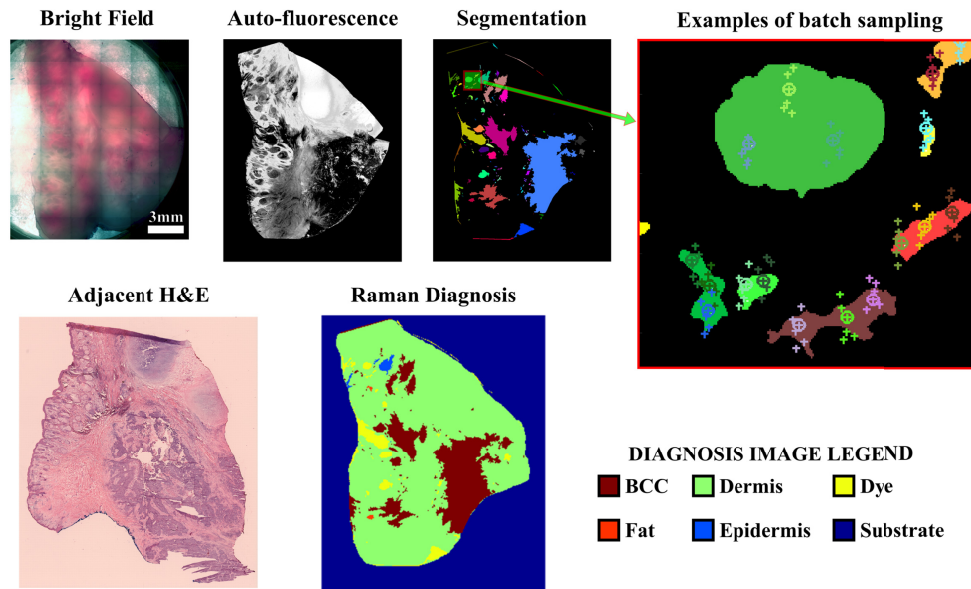 Bright Field
Auto-fluorescence
Segmentation
Examples of batch sampling
3mm
Adjacent H&E
Raman Diagnosis
DIAGNOSIS IMAGE LEGEND
BCC
Dermis
Dye
Fat
Epidermis
Substrate